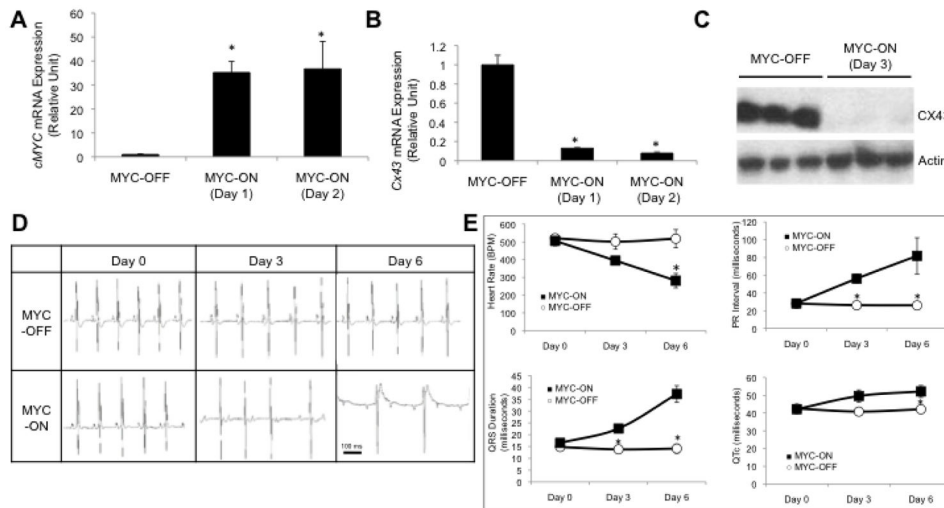 A
cMYC mRNA Expression
(Relative Unit)
60
50
40
30
20
10
0
*
*
MYC-OFF
MYC-ON
(Day 1)
MYC-ON
(Day 2)
B
Cx43 mRNA Expression
(Relative Unit)
1.2
1
0.8
0.6
0.4
0.2
0
*
*
MYC-OFF
MYC-ON
(Day 1)
MYC-ON
(Day 2)
C
MYC-OFF
MYC-ON
(Day 3)
CX43
Actin
D
Day 0
Day 3
Day 6
MYC
-OFF
MYC
-ON
100 ms
E
Heart Rate (BPM)
600
500
400
300
200
100
0
MYC-ON
MYC-OFF
*
Day 0
Day 3
Day 6
PR Interval (milliseconds)
120
100
80
60
40
20
0
MYC-ON
MYC-OFF
*
*
Day 0
Day 3
Day 6
QRS Duration
(milliseconds)
45
40
35
30
25
20
15
10
5
0
MYC-ON
MYC-OFF
*
*
Day 0
Day 3
Day 6
QTc (milliseconds)
60
50
40
30
20
10
0
*
MYC-ON
MYC-OFF
Day 0
Day 3
Day 6